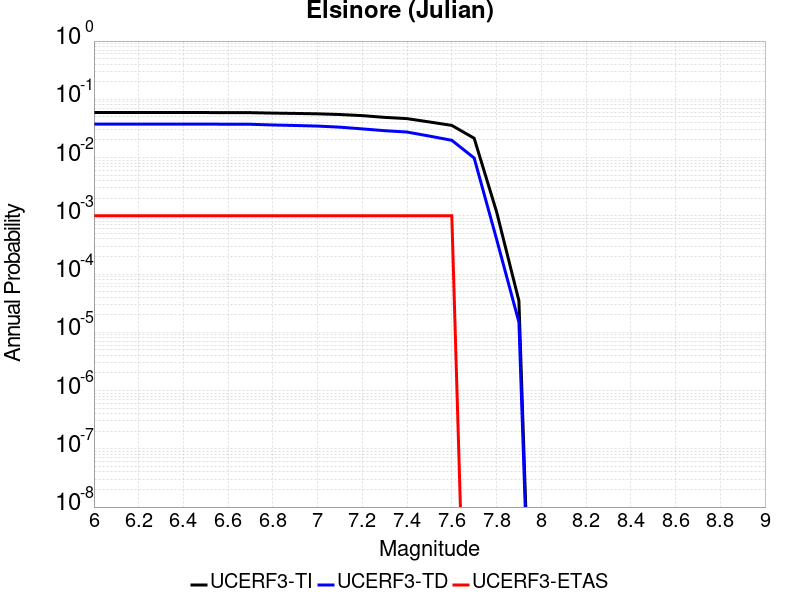 Elsinore (Julian)
10^0
10^-1
10^-2
10^-3
10^-4
10^-5
10^-6
10^-7
10^-8
Annual Probability
6 6.2 6.4 6.6 6.8 7 7.2 7.4 7.6 7.8 8 8.2 8.4 8.6 8.8 9
Magnitude
UCERF3-TI UCERF3-TD UCERF3-ETAS